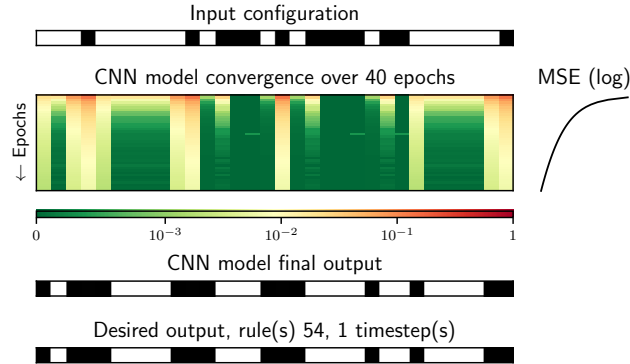 Input configuration
CNN model convergence over 40 epochs
MSE (log)
← Epochs
0
10⁻³
10⁻²
10⁻¹
1
CNN model final output
Desired output, rule(s) 54, 1 timestep(s)